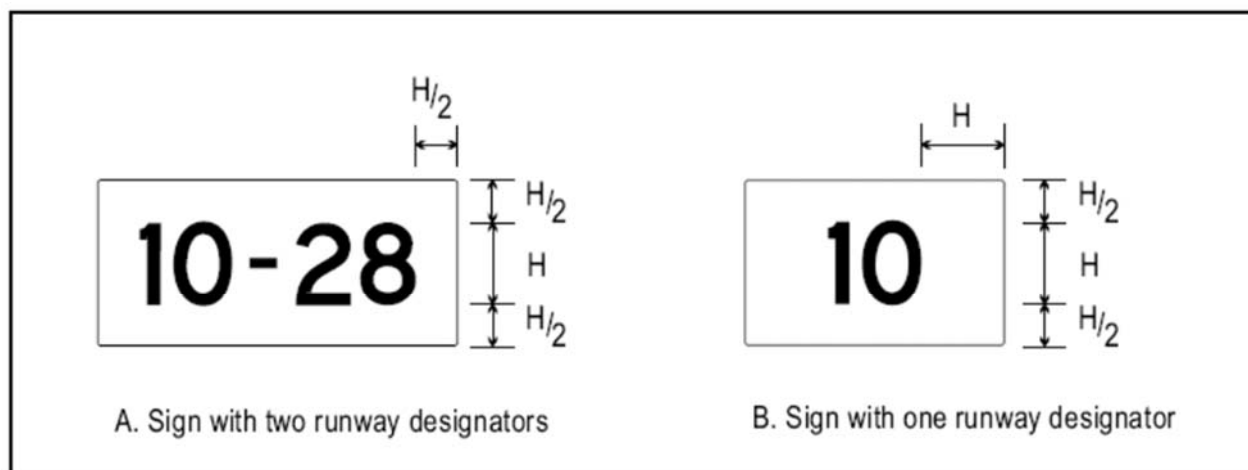 H/2
H
H/2
H/2
10-28
H
10
H
H/2
H/2
A. Sign with two runway designators
B. Sign with one runway designator